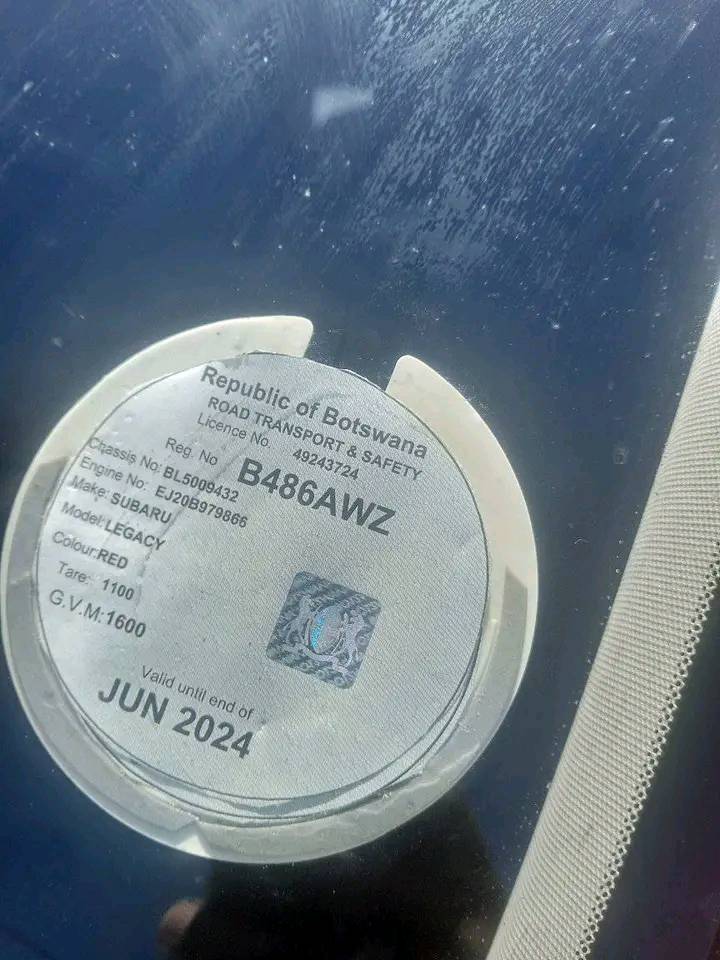 Republic of Botswana
ROAD TRANSPORT & SAFETY
Licence No. 49243724
Reg. No B486AWZ
Chassis No: BL5009432
Engine No: EJ20B979866
Make: SUBARU
Model: LEGACY
Colour: RED
Tare: 1100
G.V.M: 1600
Valid until end of
JUN 2024